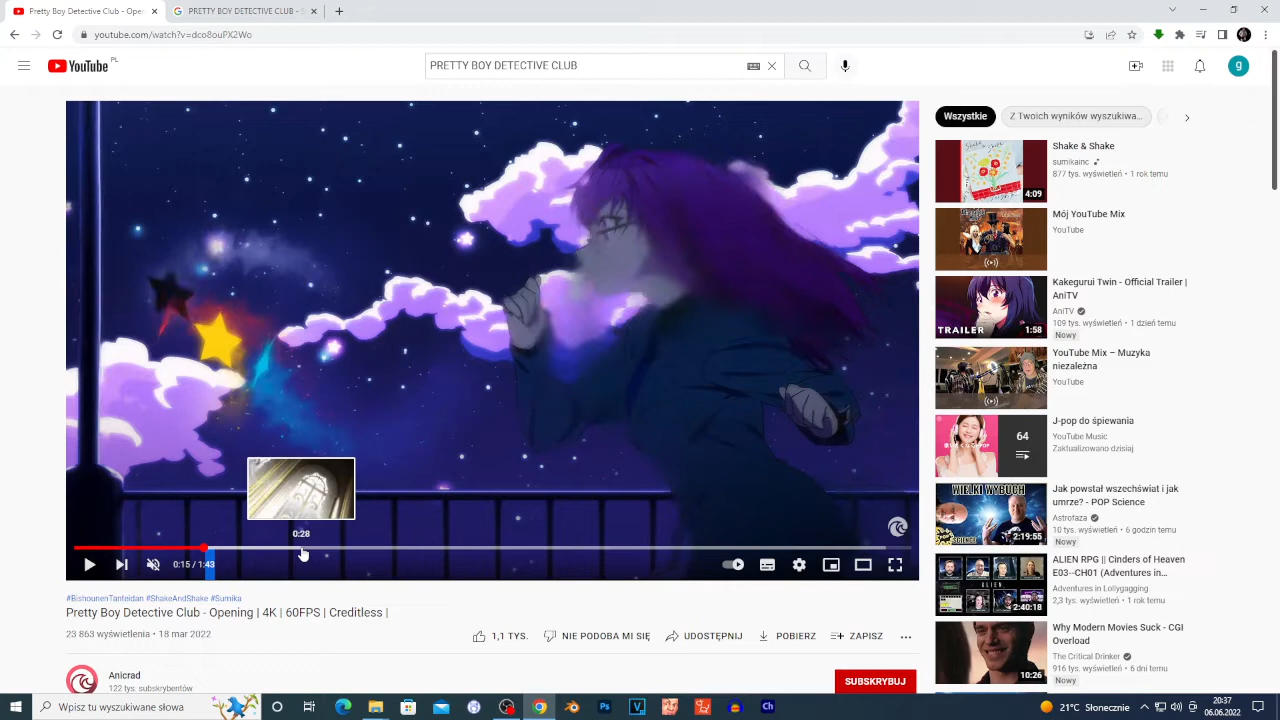 Pretty Boy Detective Club - Oper
PRETTY BOY DETECTIVE CLUB - S
youtube.com/watch?v=dco8ouPX2Wo
YouTube PL
PRETTY BOY DETECTIVE CLUB
g
Wszystkie
Z Twoich wyników wyszukiwa...
Shake & Shake
sumikainc
877 tys. wyświetleń • 1 rok temu
4:09
Mój YouTube Mix
YouTube
Kakegurui Twin - Official Trailer |
AniTV
AniTV
109 tys. wyświetleń • 1 dzień temu
Nowy
TRAILER
1:58
YouTube Mix – Muzyka
niezależna
YouTube
J-pop do śpiewania
YouTube Music
Zaktualizowano dzisiaj
64
WIELKI WYBUCH
POP
SCIENCE
2:19:55
Jak powstał wszechświat i jak
umrze? - POP Science
Astrofaza
10 tys. wyświetleń • 6 godzin temu
Nowy
ALIEN
2:40:18
ALIEN RPG || Cinders of Heaven
E03--CH01 (Adventures in...
Adventures in Lollygagging
2,3 tys. wyświetleń • 1 rok temu
10:26
Why Modern Movies Suck - CGI
Overload
The Critical Drinker
916 tys. wyświetleń • 6 dni temu
Nowy
0:28
0:15 / 1:43
#BishounenTanteidan #ShakeAndShake #Sumika
Pretty Boy Detective Club - Opening | 4K | 60FPS | Creditless |
23 863 wyświetlenia • 18 mar 2022
1,1 TYS.
NIE PODOBA MI SIĘ
UDOSTĘPNIJ
POBIERZ
ZAPISZ
Anicrad
122 tys. subskrybentów
SUBSKRYBUJ
Wpisz tu wyszukiwane słowa
Ps
Ch
21°C Słonecznie
20:37
06.06.2022